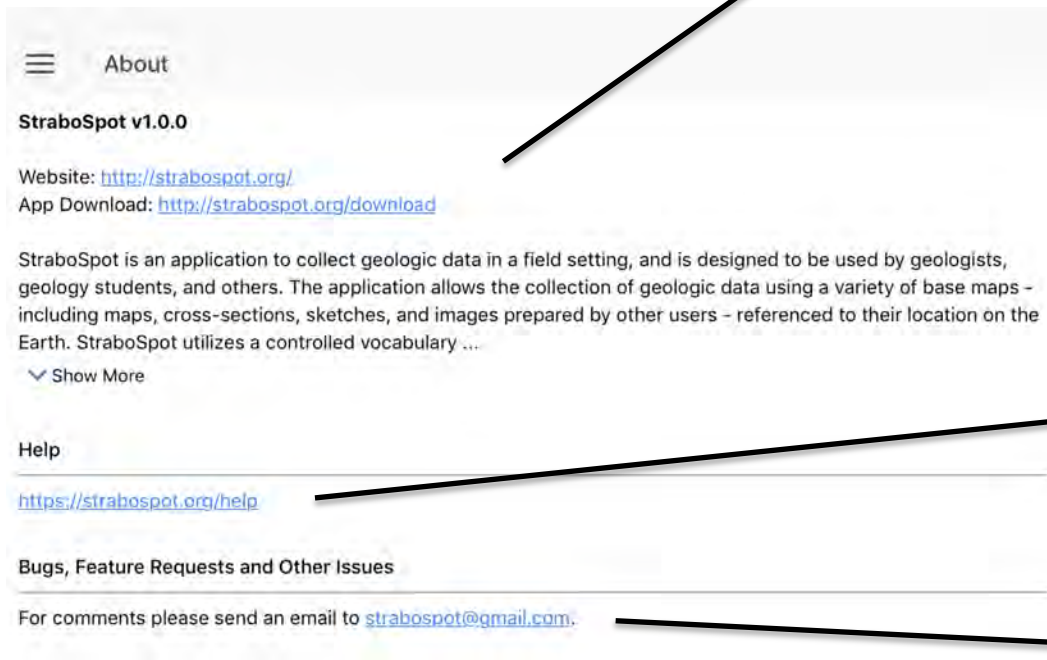 About
StraboSpot v1.0.0
Website: http://strabospot.org/
App Download: http://strabospot.org/download
StraboSpot is an application to collect geologic data in a field setting, and is designed to be used by geologists,
geology students, and others. The application allows the collection of geologic data using a variety of base maps -
including maps, cross-sections, sketches, and images prepared by other users - referenced to their location on the
Earth. StraboSpot utilizes a controlled vocabulary ...
Show More
Help
https://strabospot.org/help
Bugs, Feature Requests and Other Issues
For comments please send an email to strabospot@gmail.com.